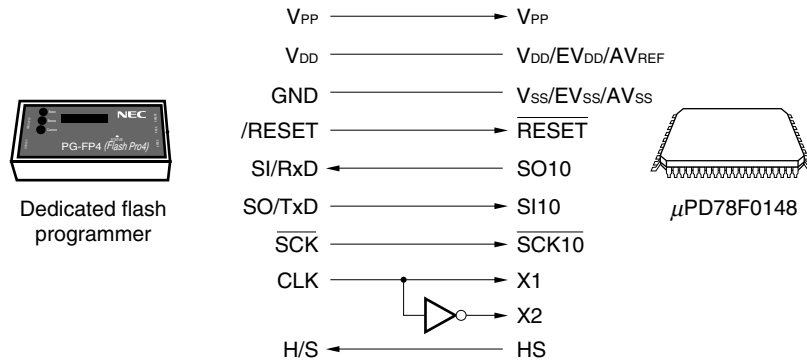 VPP VPP
VDD VDD/EVDD/AVREF
GND VSS/EVSS/AVSS
/RESET RESET
SI/RxD SO10
SO/TxD SI10
SCK SCK10
CLK X1
X2
H/S HS
NEC
PG-FP4 (Flash Pro4)
Dedicated flash
programmer
μPD78F0148